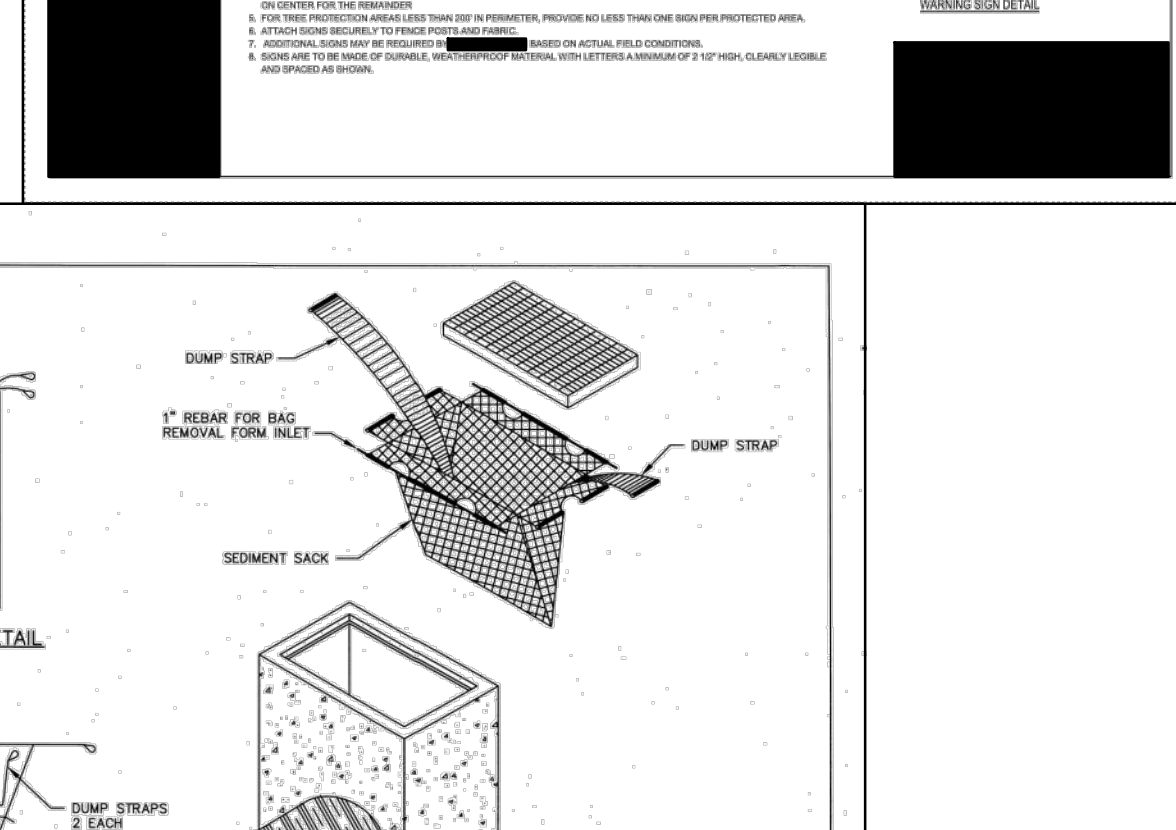 ON CENTER FOR THE REMAINDER
5. FOR TREE PROTECTION AREAS LESS THAN 200' IN PERIMETER, PROVIDE NO LESS THAN ONE SIGN PER PROTECTED AREA.
6. ATTACH SIGNS SECURELY TO FENCE POSTS AND FABRIC.
7. ADDITIONAL SIGNS MAY BE REQUIRED BY BASED ON ACTUAL FIELD CONDITIONS.
8. SIGNS ARE TO BE MADE OF DURABLE, WEATHERPROOF MATERIAL WITH LETTERS A MINIMUM OF 2 1/2" HIGH, CLEARLY LEGIBLE
AND SPACED AS SHOWN.
WARNING SIGN DETAIL
DUMP STRAP
1" REBAR FOR BAG
REMOVAL FORM INLET
DUMP STRAP
SEDIMENT SACK
TAIL
DUMP STRAPS
2 EACH